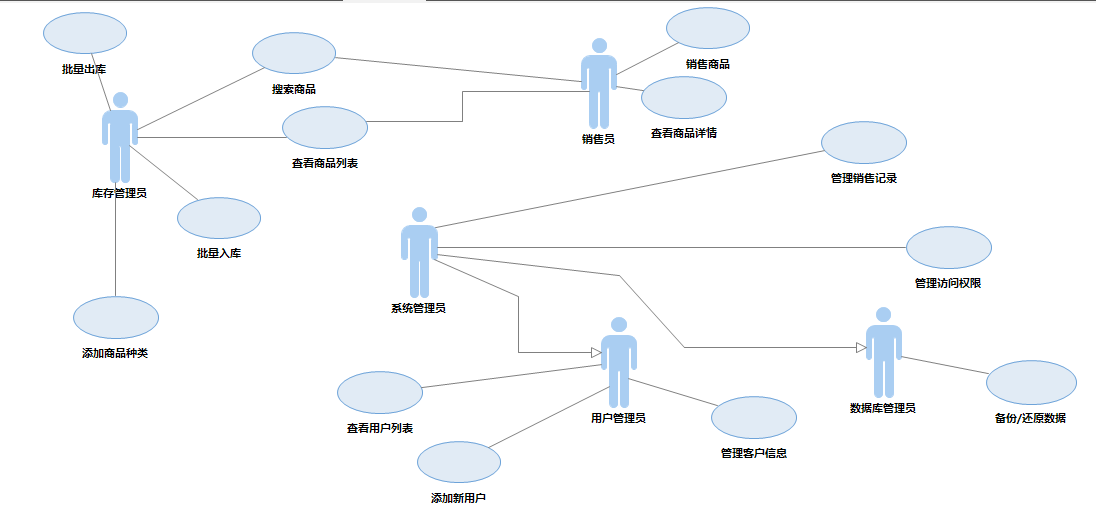 批量出库
搜索商品
销售商品
查看商品详情
销售员
查看商品列表
管理销售记录
库存管理员
批量入库
管理访问权限
系统管理员
添加商品种类
数据库管理员
用户管理员
备份/还原数据
查看用户列表
管理客户信息
添加新用户